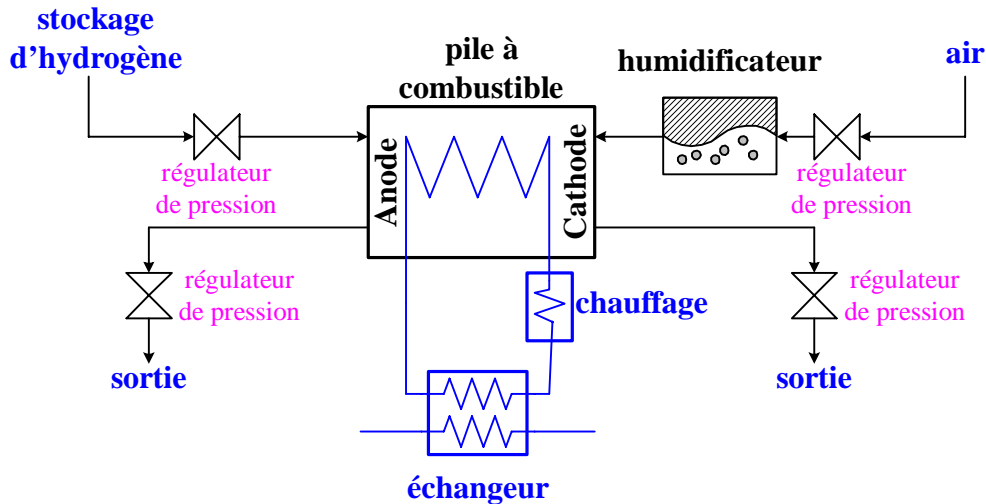 stockage
d’hydrogène
pile à
combustible
humidificateur
air
régulateur
de pression
Anode
Cathode
régulateur
de pression
régulateur
de pression
chauffage
régulateur
de pression
sortie
sortie
échangeur